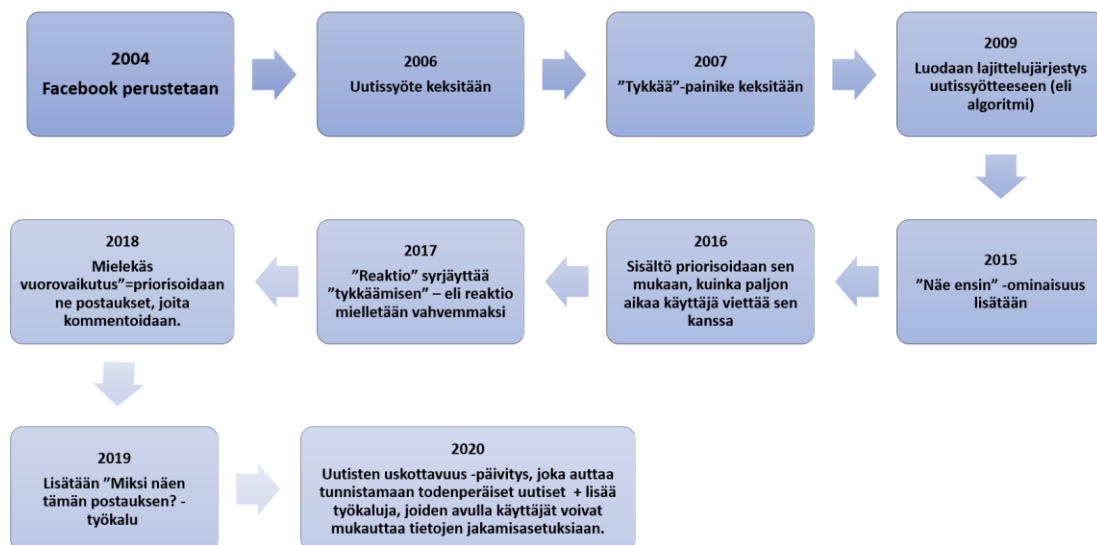 2004
Facebook perustetaan
2006
Uutissyöte keksitään
2007
”Tykkää”-painike keksitään
2009
Luodaan lajittelujärjestys
uutissyötteeseen (eli
algoritmi)
2015
”Näe ensin” -ominaisuus
lisätään
2016
Sisältö priorisoidaan sen
mukaan, kuinka paljon
aikaa käyttäjä viettää sen
kanssa
2017
”Reaktio” syrjäyttää
”tykkäämisen” – eli reaktio
mielletään vahvemmaksi
2018
Mielekäs
vuorovaikutus”=priorisoidaan
ne postaukset, joita
kommentoidaan.
2019
Lisätään ”Miksi näen
tämän postauksen? -
työkalu
2020
Uutisten uskottavuus -päivitys, joka auttaa
tunnistamaan todenperäiset uutiset + lisää
työkaluja, joiden avulla käyttäjät voivat
mukauttaa tietojen jakamisasetuksiaan.